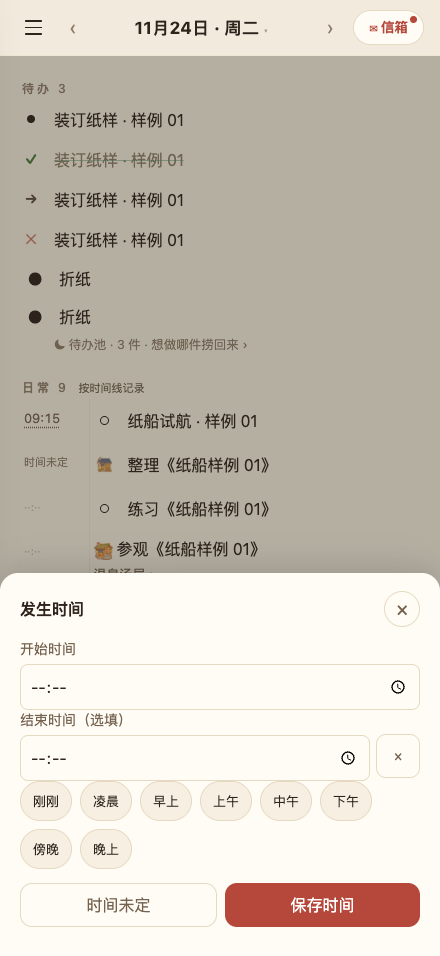 11月24日 · 周二
信箱
待办 3
装订纸样 · 样例 01
装订纸样 · 样例 01
装订纸样 · 样例 01
装订纸样 · 样例 01
折纸
折纸
待办池 · 3 件 · 想做哪件捞回来 ›
日常 9 按时间线记录
09:15 纸船试航 · 样例 01
时间未定 整理《纸船样例 01》
--:-- 练习《纸船样例 01》
--:-- 参观《纸船样例 01》
发生时间
开始时间
--:--
结束时间（选填）
--:--
刚刚 凌晨 早上 上午 中午 下午
傍晚 晚上
时间未定 保存时间